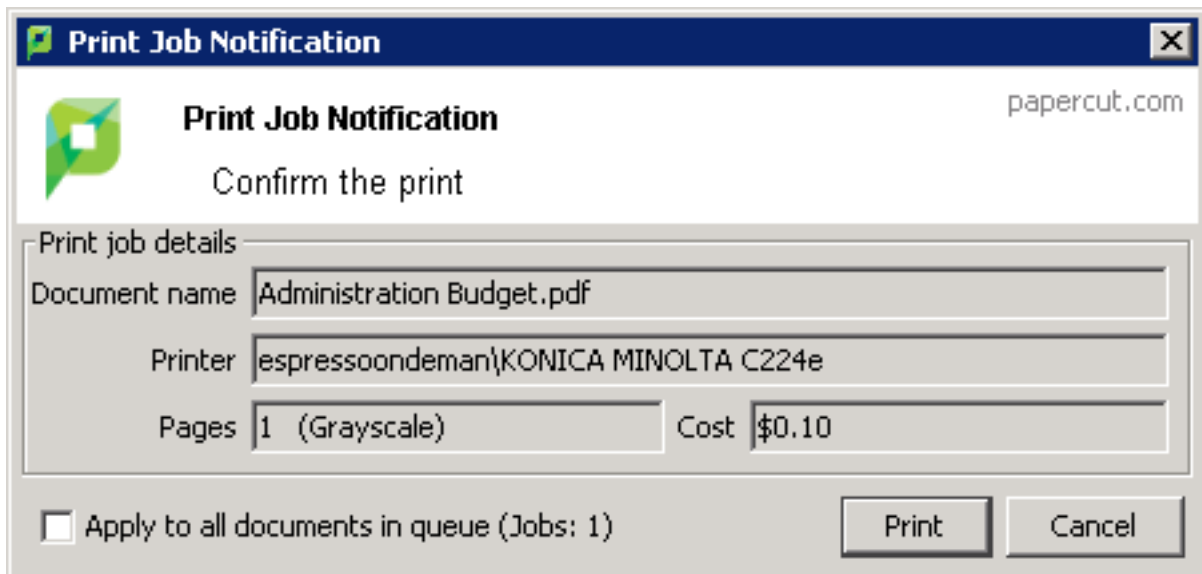 Print Job Notification
papercut.com
Print Job Notification
Confirm the print
Print job details
Document name Administration Budget.pdf
Printer espressoondeman\KONICA MINOLTA C224e
Pages 1 (Grayscale) Cost $0.10
Apply to all documents in queue (Jobs: 1) Print Cancel